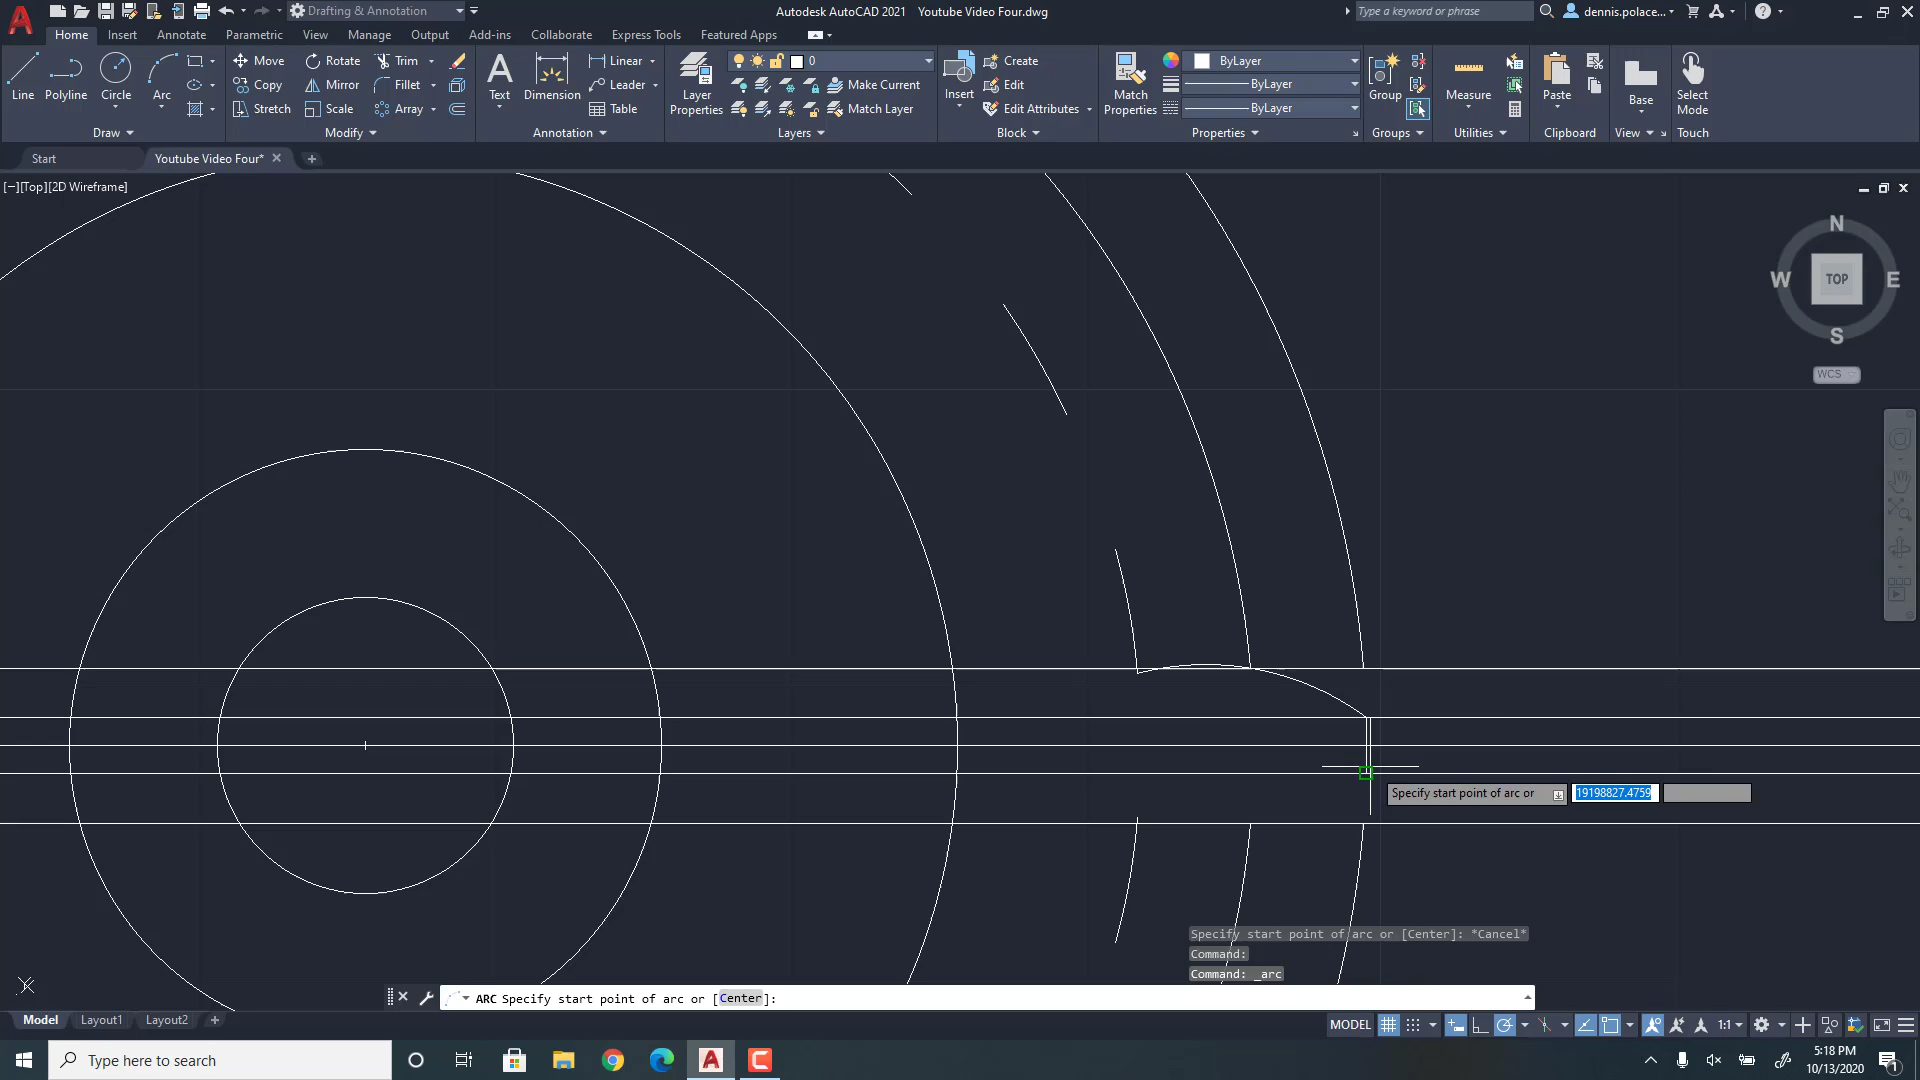 Drafting & Annotation
Autodesk AutoCAD 2021 Youtube Video Four.dwg
Type a keyword or phrase
dennis.polace...
Home Insert Annotate Parametric View Manage Output Add-ins Collaborate Express Tools Featured Apps
Line Polyline Circle Arc
Draw
Move Rotate Trim
Copy Mirror Fillet
Stretch Scale Array
Modify
Text Dimension
Linear
Leader
Table
Annotation
Layer Properties
0
Make Current
Match Layer
Layers
Insert
Create
Edit
Edit Attributes
Block
Match Properties
ByLayer
ByLayer
ByLayer
Properties
Group
Groups
Measure
Utilities
Paste
Clipboard
Base
View
Select Mode
Touch
Start
Youtube Video Four*
[−][Top][2D Wireframe]
N
W TOP E
S
WCS
Specify start point of arc or 19198827.4759
Specify start point of arc or [Center]: *Cancel*
Command:
Command: _arc
ARC Specify start point of arc or [Center]:
Model Layout1 Layout2
MODEL
1:1
Type here to search
5:18 PM
10/13/2020
1